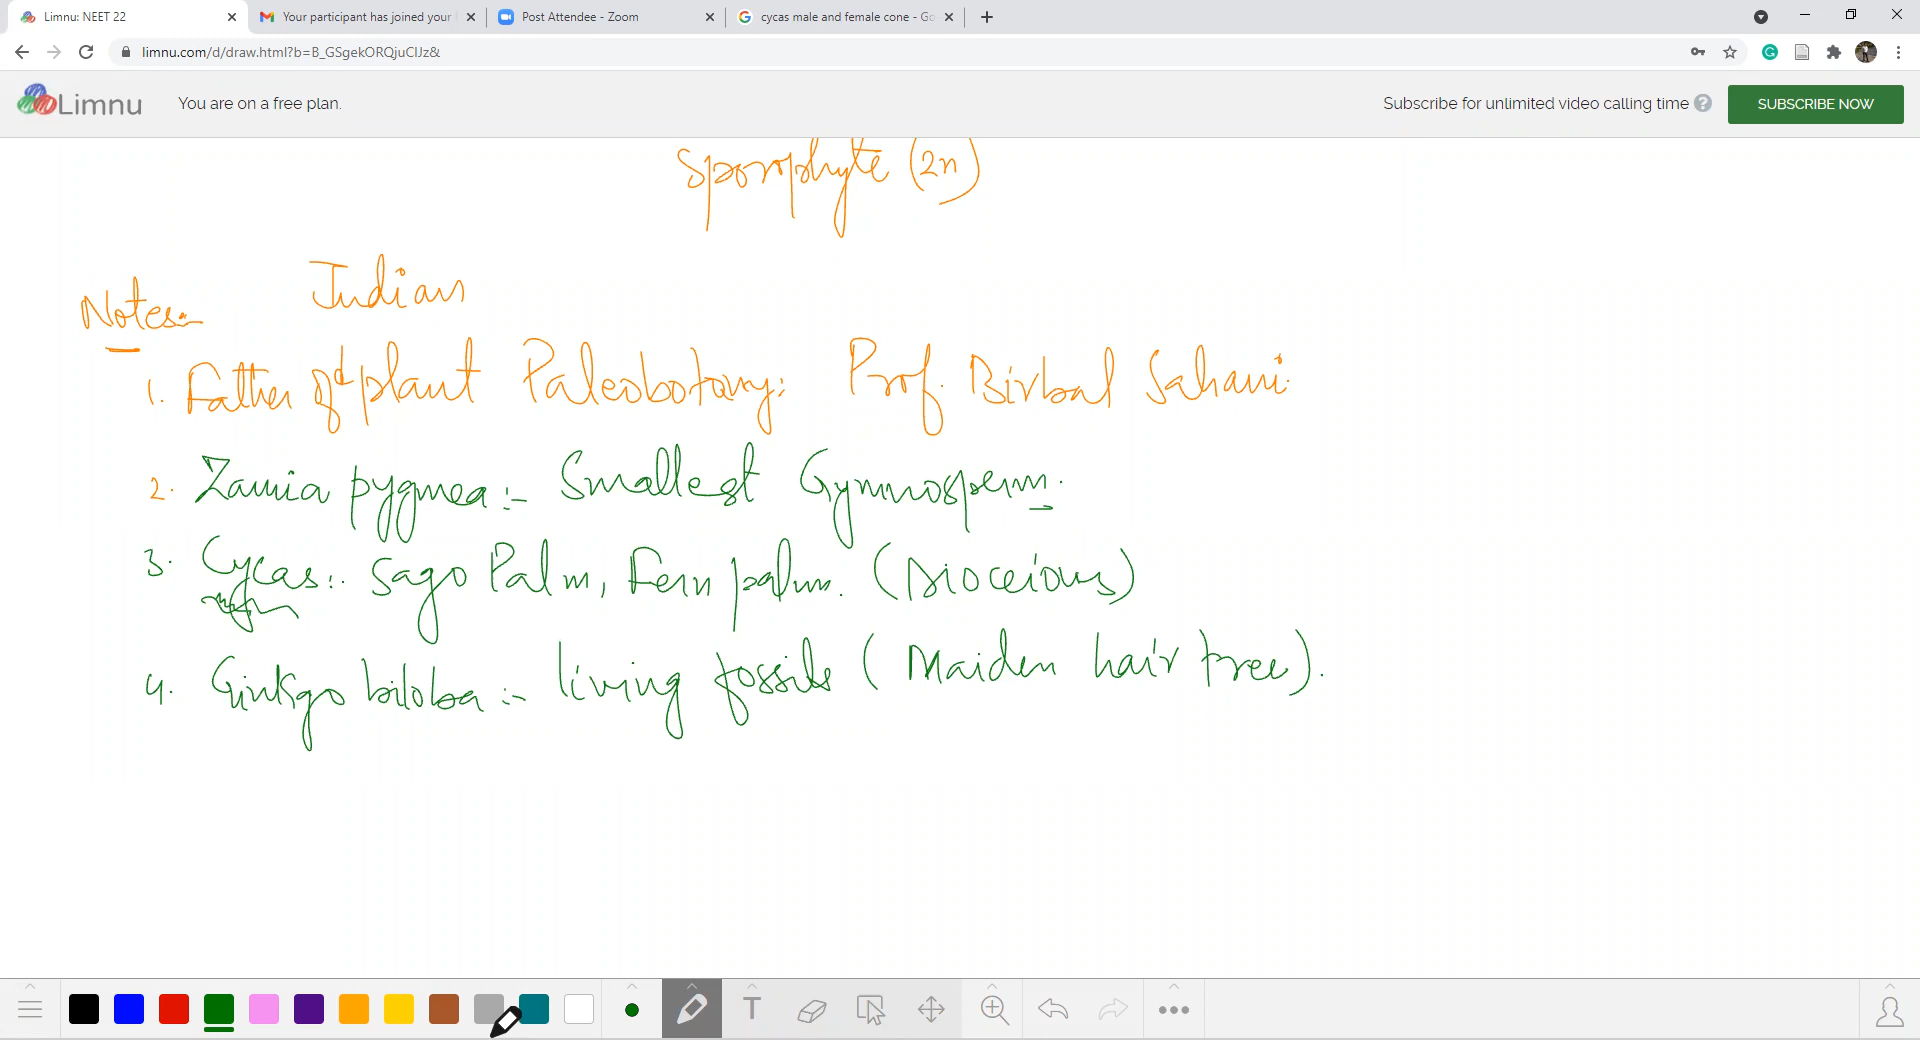 Limnu: NEET 22
Your participant has joined your
Post Attendee - Zoom
cycas male and female cone - Go
limnu.com/d/draw.html?b=B_GSgekORQjuClJz&
Limnu
You are on a free plan.
Subscribe for unlimited video calling time ?
SUBSCRIBE NOW
Sporophyte (2n)
Indian
Notes:-
1. Father of plant Paleobotany: Prof. Birbal Sahani.
2. Zamia pygmea :- Smallest Gymnosperm.
3. Cycas :. Sago Palm, Fern palm. (Dioceious)
4. Ginkgo biloba :- living fossils (Maiden hair tree).
T